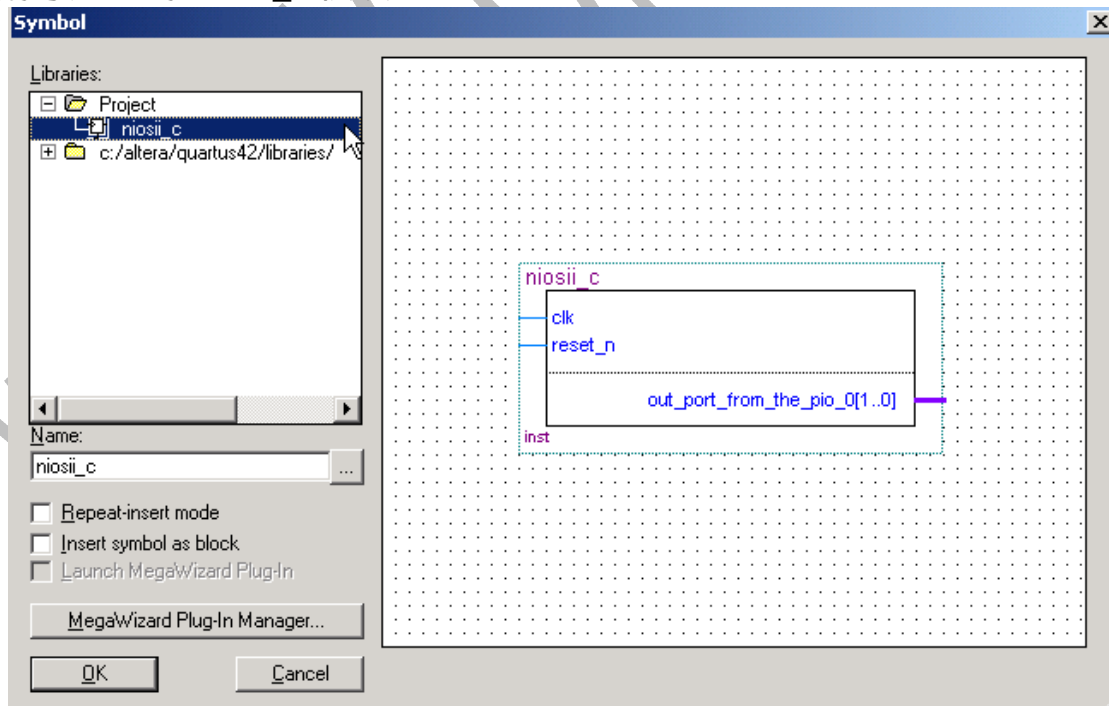 Symbol
Libraries:
Project
niosii_c
c:/altera/quartus42/libraries/
Name:
niosii_c
...
Repeat-insert mode
Insert symbol as block
Launch MegaWizard Plug-In
MegaWizard Plug-In Manager...
OK
Cancel
niosii_c
clk
reset_n
out_port_from_the_pio_0[1..0]
inst